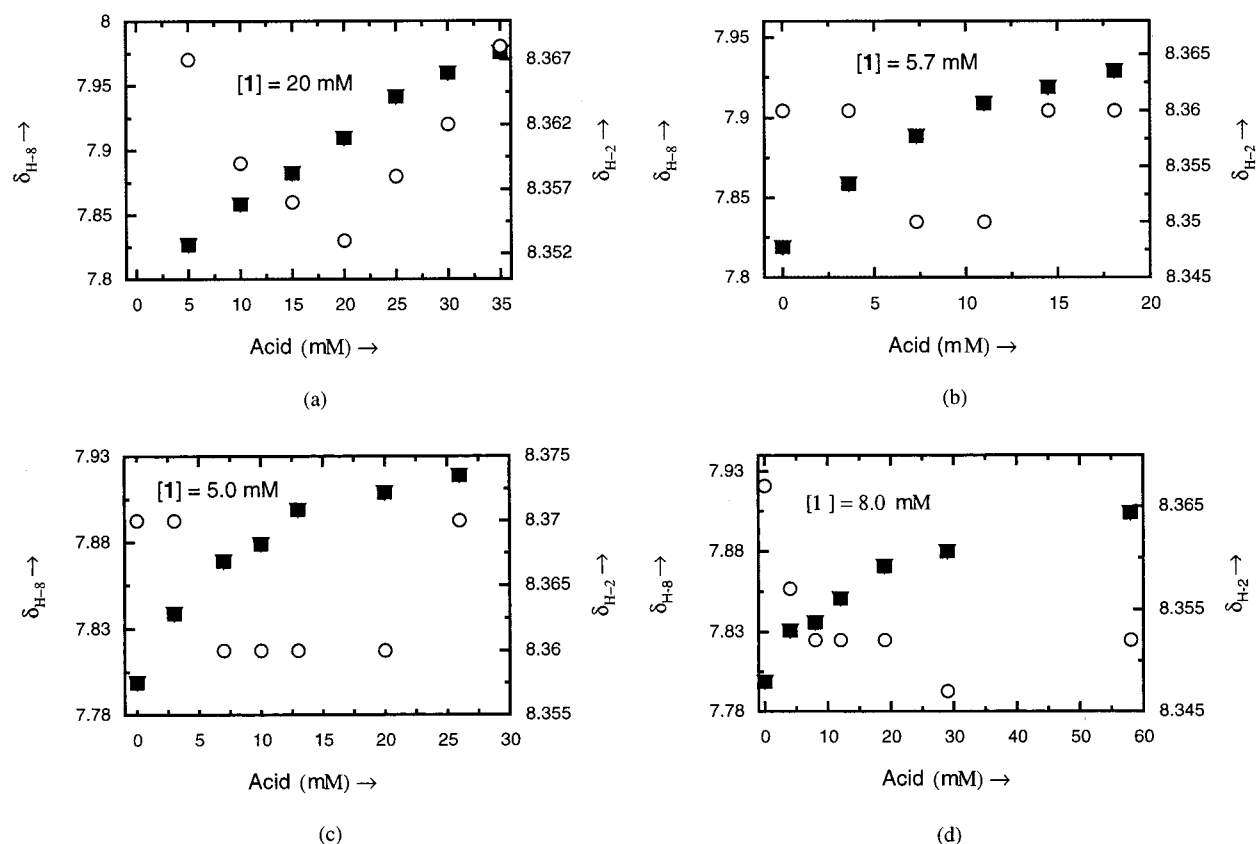 [1] = 20 mM
8
7.95
7.9
7.85
7.8
δH–8 →
8.367
8.362
8.357
8.352
δH–2 →
0 5 10 15 20 25 30 35
Acid (mM) →
(a)
[1] = 5.7 mM
7.95
7.9
7.85
7.8
δH–8 →
8.365
8.36
8.355
8.35
8.345
δH–2 →
0 5 10 15 20
Acid (mM) →
(b)
[1] = 5.0 mM
7.93
7.88
7.83
7.78
δH–8 →
8.375
8.37
8.365
8.36
8.355
δH–2 →
0 5 10 15 20 25 30
Acid (mM) →
(c)
[1 ] = 8.0 mM
7.93
7.88
7.83
7.78
δH-8 →
8.365
8.355
8.345
δH-2 →
0 10 20 30 40 50 60
Acid (mM) →
(d)